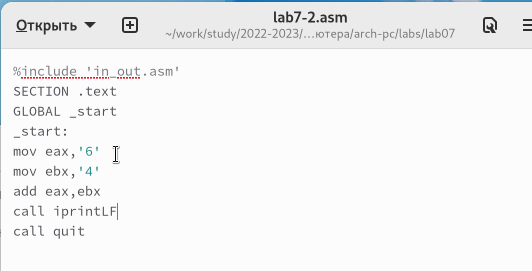 Открыть
lab7-2.asm
~/work/study/2022-2023/…ютера/arch-pc/labs/lab07
%include 'in_out.asm'
SECTION .text
GLOBAL _start
_start:
mov eax,'6'
mov ebx,'4'
add eax,ebx
call iprintLF
call quit